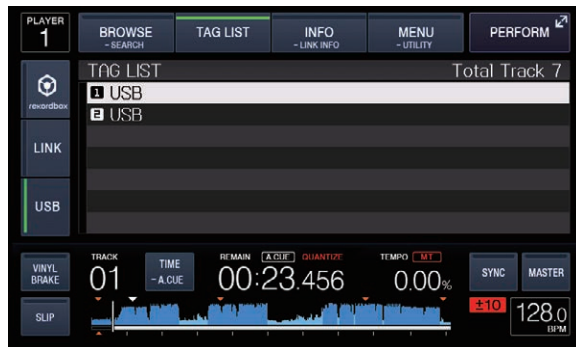 PLAYER
1
BROWSE
– SEARCH
TAG LIST
INFO
– LINK INFO
MENU
– UTILITY
PERFORM
rekordbox
LINK
USB
TAG LIST Total Track 7
1 USB
2 USB
VINYL
BRAKE
SLIP
TRACK
01
TIME
– A.CUE
REMAIN A CUE QUANTIZE
00:23.456
TEMPO MT
0.00%
SYNC
MASTER
±10
128.0
BPM